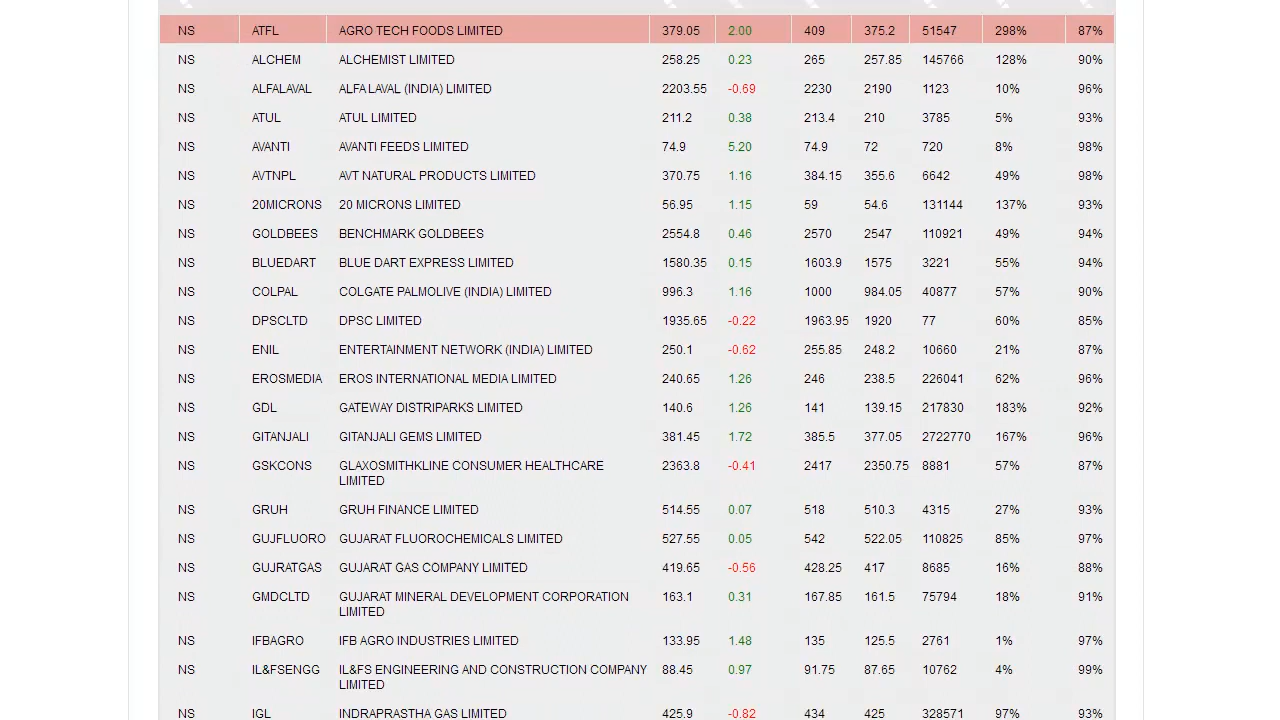 NS ATFL AGRO TECH FOODS LIMITED 379.05 2.00 409 375.2 51547 298% 87%
NS ALCHEM ALCHEMIST LIMITED 258.25 0.23 265 257.85 145766 128% 90%
NS ALFALAVAL ALFA LAVAL (INDIA) LIMITED 2203.55 -0.69 2230 2190 1123 10% 96%
NS ATUL ATUL LIMITED 211.2 0.38 213.4 210 3785 5% 93%
NS AVANTI AVANTI FEEDS LIMITED 74.9 5.20 74.9 72 720 8% 98%
NS AVTNPL AVT NATURAL PRODUCTS LIMITED 370.75 1.16 384.15 355.6 6642 49% 98%
NS 20MICRONS 20 MICRONS LIMITED 56.95 1.15 59 54.6 131144 137% 93%
NS GOLDBEES BENCHMARK GOLDBEES 2554.8 0.46 2570 2547 110921 49% 94%
NS BLUEDART BLUE DART EXPRESS LIMITED 1580.35 0.15 1603.9 1575 3221 55% 94%
NS COLPAL COLGATE PALMOLIVE (INDIA) LIMITED 996.3 1.16 1000 984.05 40877 57% 90%
NS DPSCLTD DPSC LIMITED 1935.65 -0.22 1963.95 1920 77 60% 85%
NS ENIL ENTERTAINMENT NETWORK (INDIA) LIMITED 250.1 -0.62 255.85 248.2 10660 21% 87%
NS EROSMEDIA EROS INTERNATIONAL MEDIA LIMITED 240.65 1.26 246 238.5 226041 62% 96%
NS GDL GATEWAY DISTRIPARKS LIMITED 140.6 1.26 141 139.15 217830 183% 92%
NS GITANJALI GITANJALI GEMS LIMITED 381.45 1.72 385.5 377.05 2722770 167% 96%
NS GSKCONS GLAXOSMITHKLINE CONSUMER HEALTHCARE 2363.8 -0.41 2417 2350.75 8881 57% 87%
LIMITED
NS GRUH GRUH FINANCE LIMITED 514.55 0.07 518 510.3 4315 27% 93%
NS GUJFLUORO GUJARAT FLUOROCHEMICALS LIMITED 527.55 0.05 542 522.05 110825 85% 97%
NS GUJRATGAS GUJARAT GAS COMPANY LIMITED 419.65 -0.56 428.25 417 8685 16% 88%
NS GMDCLTD GUJARAT MINERAL DEVELOPMENT CORPORATION 163.1 0.31 167.85 161.5 75794 18% 91%
LIMITED
NS IFBAGRO IFB AGRO INDUSTRIES LIMITED 133.95 1.48 135 125.5 2761 1% 97%
NS IL&FSENGG IL&FS ENGINEERING AND CONSTRUCTION COMPANY 88.45 0.97 91.75 87.65 10762 4% 99%
LIMITED
NS IGL INDRAPRASTHA GAS LIMITED 425.9 -0.82 434 425 328571 97% 93%